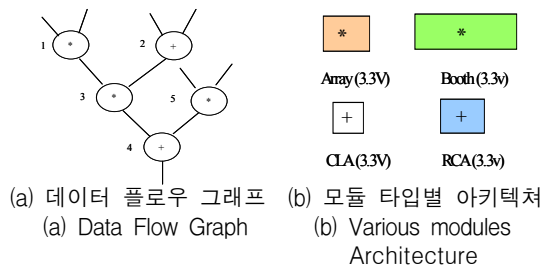 1 * 2 +
3 * 5 *
4 +
(a) 데이터 플로우 그래프
(a) Data Flow Graph
* *
Array (3.3V) Booth (3.3v)
+ +
CLA (3.3V) RCA (3.3v)
(b) 모듈 타입별 아키텍쳐
(b) Various modules
Architecture